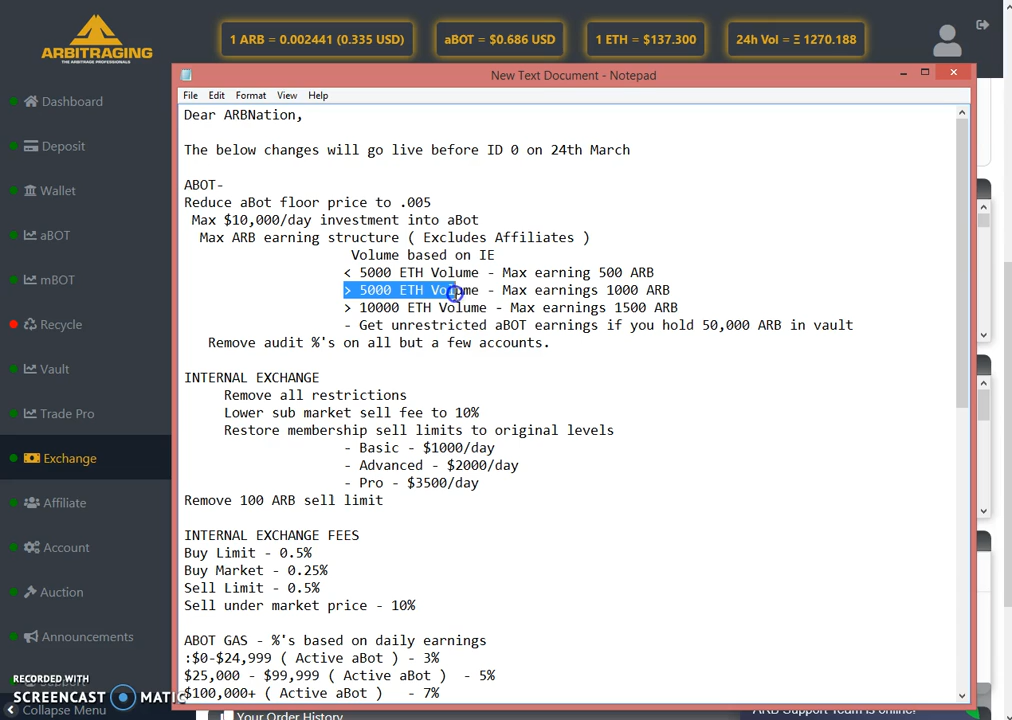 ARBITRAGING
THE ARBITRAGE PROFESSIONALS
1 ARB = 0.002441 (0.335 USD)
aBOT = $0.686 USD
1 ETH = $137.300
24h Vol = Ξ 1270.188
Dashboard
Deposit
Wallet
aBOT
mBOT
Recycle
Vault
Trade Pro
Exchange
Affiliate
Account
Auction
Announcements
Collapse Menu
RECORDED WITH
SCREENCAST MATIC
New Text Document - Notepad
File Edit Format View Help
Dear ARBNation,
The below changes will go live before ID 0 on 24th March
ABOT-
Reduce aBot floor price to .005
Max $10,000/day investment into aBot
Max ARB earning structure ( Excludes Affiliates )
Volume based on IE
< 5000 ETH Volume - Max earning 500 ARB
> 5000 ETH Volume - Max earnings 1000 ARB
> 10000 ETH Volume - Max earnings 1500 ARB
- Get unrestricted aBOT earnings if you hold 50,000 ARB in vault
Remove audit %'s on all but a few accounts.
INTERNAL EXCHANGE
Remove all restrictions
Lower sub market sell fee to 10%
Restore membership sell limits to original levels
- Basic - $1000/day
- Advanced - $2000/day
- Pro - $3500/day
Remove 100 ARB sell limit
INTERNAL EXCHANGE FEES
Buy Limit - 0.5%
Buy Market - 0.25%
Sell Limit - 0.5%
Sell under market price - 10%
ABOT GAS - %'s based on daily earnings
:$0-$24,999 ( Active aBot ) - 3%
$25,000 - $99,999 ( Active aBot ) - 5%
$100,000+ ( Active aBot ) - 7%
Your Order History
ARB Support Team is online!